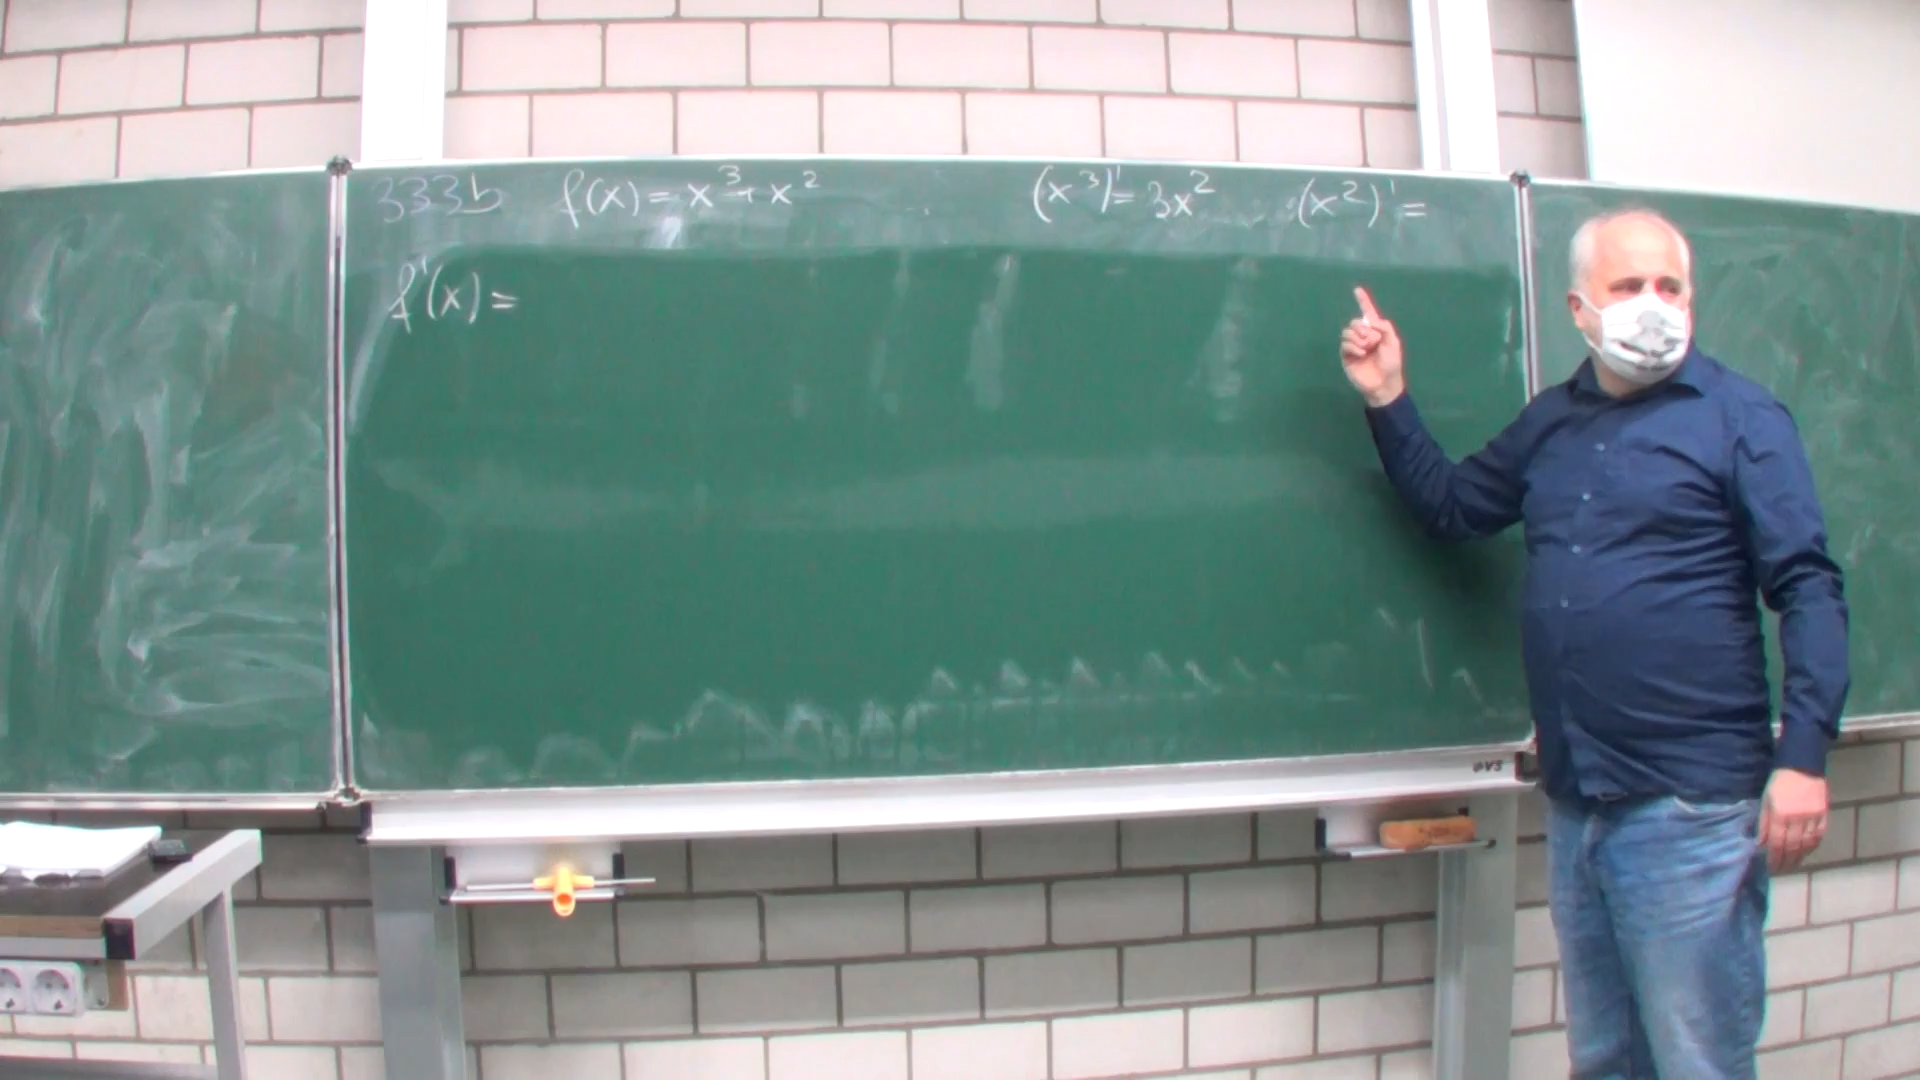 333b f(x) = x³ + x² (x³)' = 3x² (x²)' =
f'(x) =